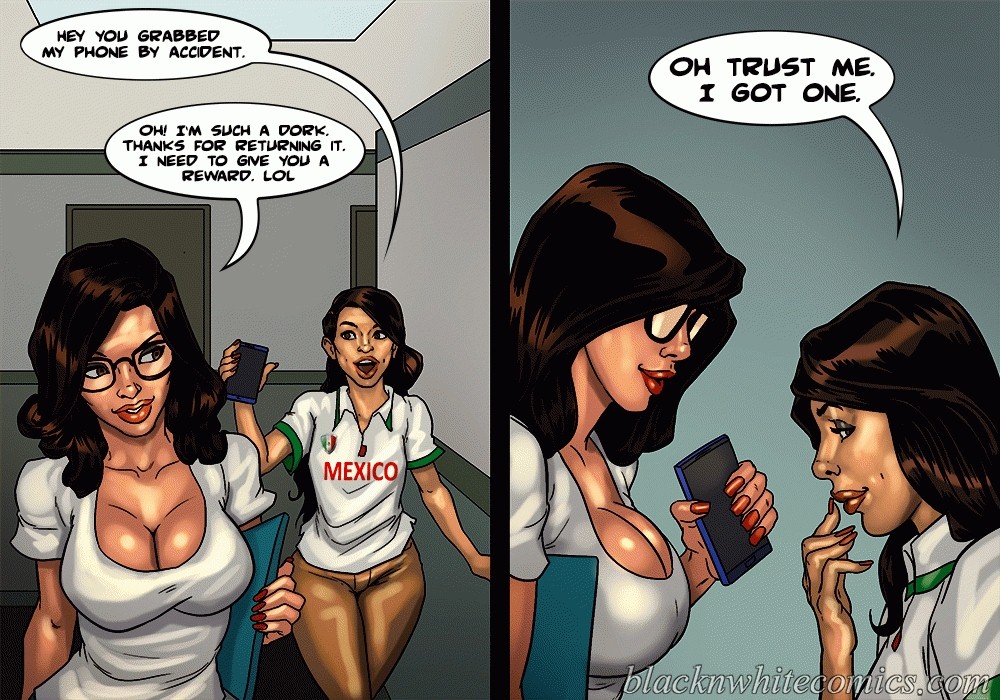 HEY YOU GRABBED
MY PHONE BY ACCIDENT.
OH! I'M SUCH A DORK.
THANKS FOR RETURNING IT.
I NEED TO GIVE YOU A
REWARD. LOL
MEXICO
OH TRUST ME.
I GOT ONE.
blacknwhitecomics.com